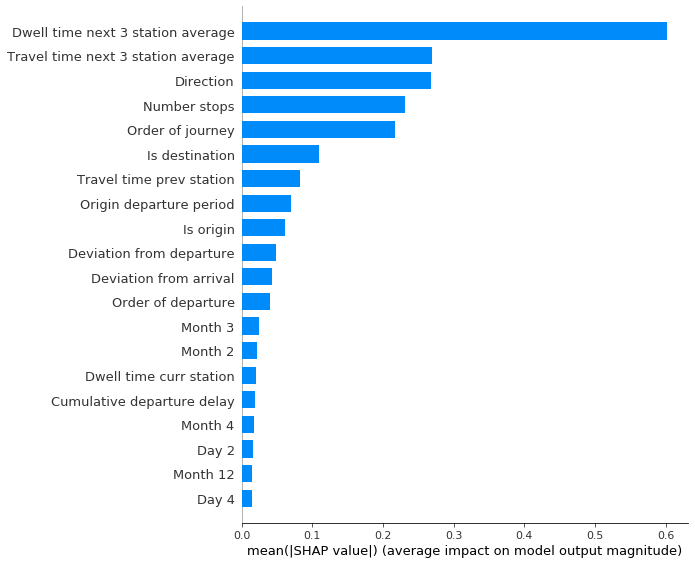 Dwell time next 3 station average
Travel time next 3 station average
Direction
Number stops
Order of journey
Is destination
Travel time prev station
Origin departure period
Is origin
Deviation from departure
Deviation from arrival
Order of departure
Month 3
Month 2
Dwell time curr station
Cumulative departure delay
Month 4
Day 2
Month 12
Day 4
0.0 0.1 0.2 0.3 0.4 0.5 0.6
mean(|SHAP value|) (average impact on model output magnitude)